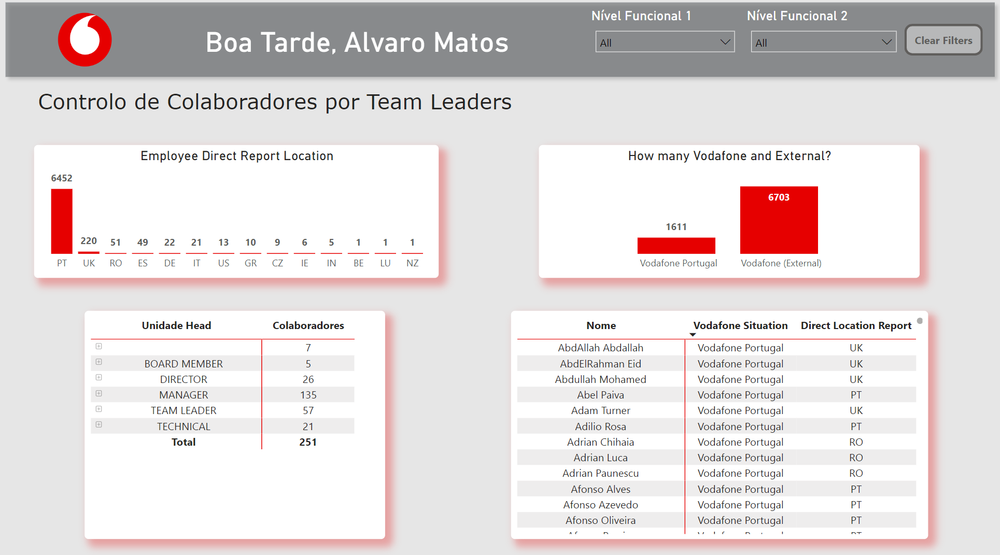 Boa Tarde, Alvaro Matos
Nível Funcional 1
All
Nível Funcional 2
All
Clear Filters
Controlo de Colaboradores por Team Leaders
Employee Direct Report Location
6452 220 51 49 22 21 13 10 9 6 5 1 1 1
PT UK RO ES DE IT US GR CZ IE IN BE LU NZ
How many Vodafone and External?
1611 6703
Vodafone Portugal Vodafone (External)
Unidade Head Colaboradores
7
BOARD MEMBER 5
DIRECTOR 26
MANAGER 135
TEAM LEADER 57
TECHNICAL 21
Total 251
Nome Vodafone Situation Direct Location Report
AbdAllah Abdallah Vodafone Portugal UK
AbdElRahman Eid Vodafone Portugal UK
Abdullah Mohamed Vodafone Portugal UK
Abel Paiva Vodafone Portugal PT
Adam Turner Vodafone Portugal UK
Adilio Rosa Vodafone Portugal PT
Adrian Chihaia Vodafone Portugal RO
Adrian Luca Vodafone Portugal RO
Adrian Paunescu Vodafone Portugal RO
Afonso Alves Vodafone Portugal PT
Afonso Azevedo Vodafone Portugal PT
Afonso Oliveira Vodafone Portugal PT